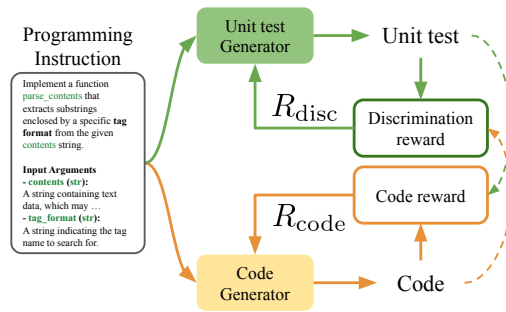 Programming
Instruction
Implement a function
parse_contents that
extracts substrings
enclosed by a specific tag
format from the given
contents string.
Input Arguments
- contents (str):
A string containing text
data, which may …
- tag_format (str):
A string indicating the tag
name to search for.
Unit test
Generator
Unit test
R_disc
Discrimination
reward
Code reward
R_code
Code
Generator
Code